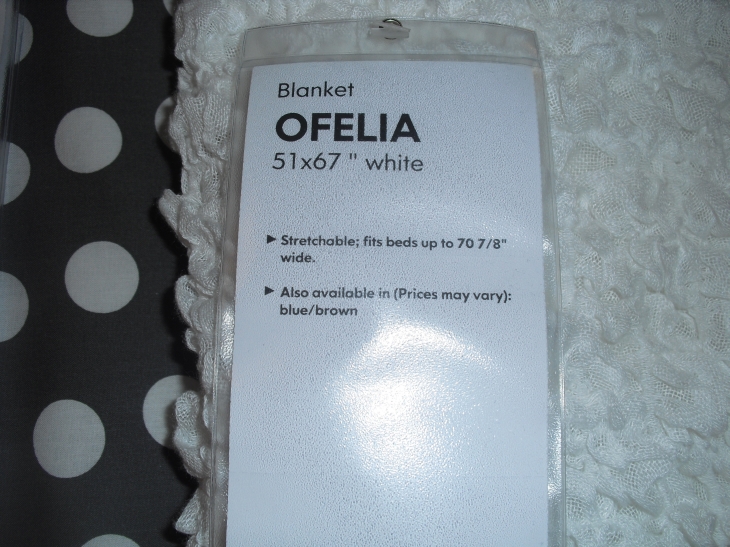 Blanket
OFELIA
51x67 " white
► Stretchable; fits beds up to 70 7/8"
wide.
► Also available in (Prices may vary):
blue/brown